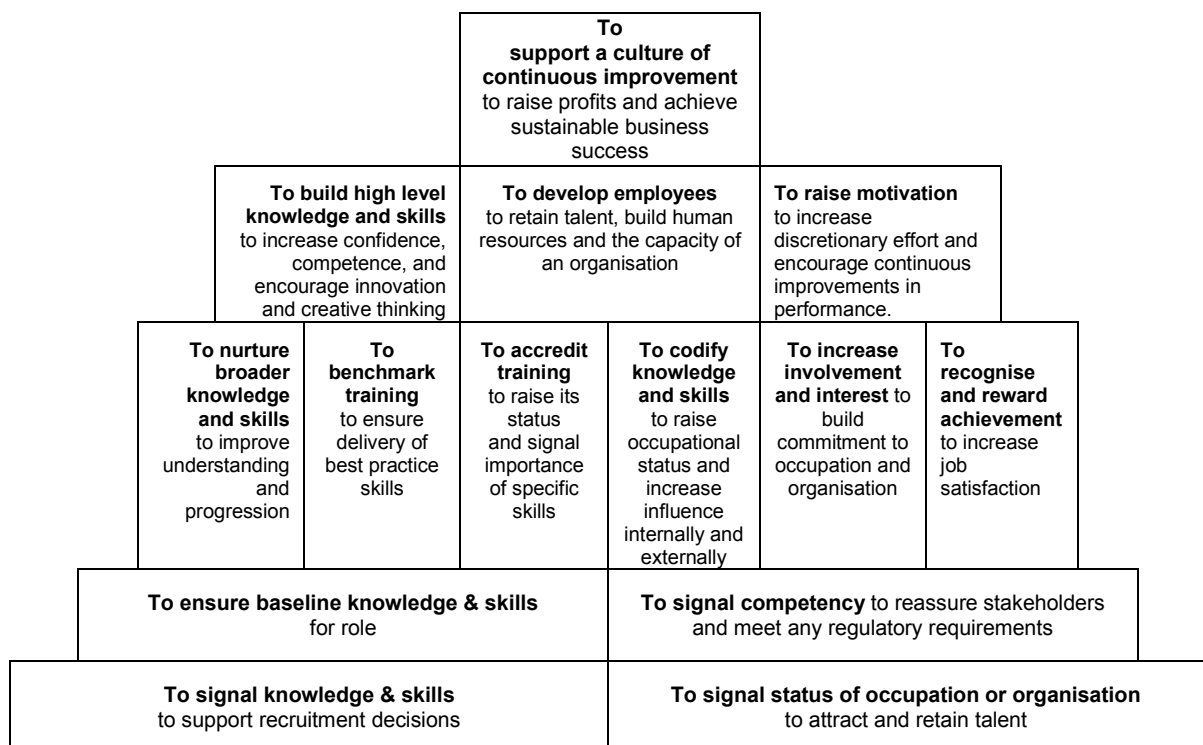 To
support a culture of
continuous improvement
to raise profits and achieve
sustainable business
success
To build high level
knowledge and skills
to increase confidence,
competence, and
encourage innovation
and creative thinking
To develop employees
to retain talent, build human
resources and the capacity of
an organisation
To raise motivation
to increase
discretionary effort and
encourage continuous
improvements in
performance.
To nurture
broader
knowledge
and skills
to improve
understanding
and
progression
To
benchmark
training
to ensure
delivery of
best practice
skills
To accredit
training
to raise its
status
and signal
importance
of specific
skills
To codify
knowledge
and skills
to raise
occupational
status and
increase
influence
internally and
externally
To increase
involvement
and interest to
build
commitment to
occupation and
organisation
To
recognise
and reward
achievement
to increase
job
satisfaction
To ensure baseline knowledge & skills
for role
To signal competency to reassure stakeholders
and meet any regulatory requirements
To signal knowledge & skills
to support recruitment decisions
To signal status of occupation or organisation
to attract and retain talent